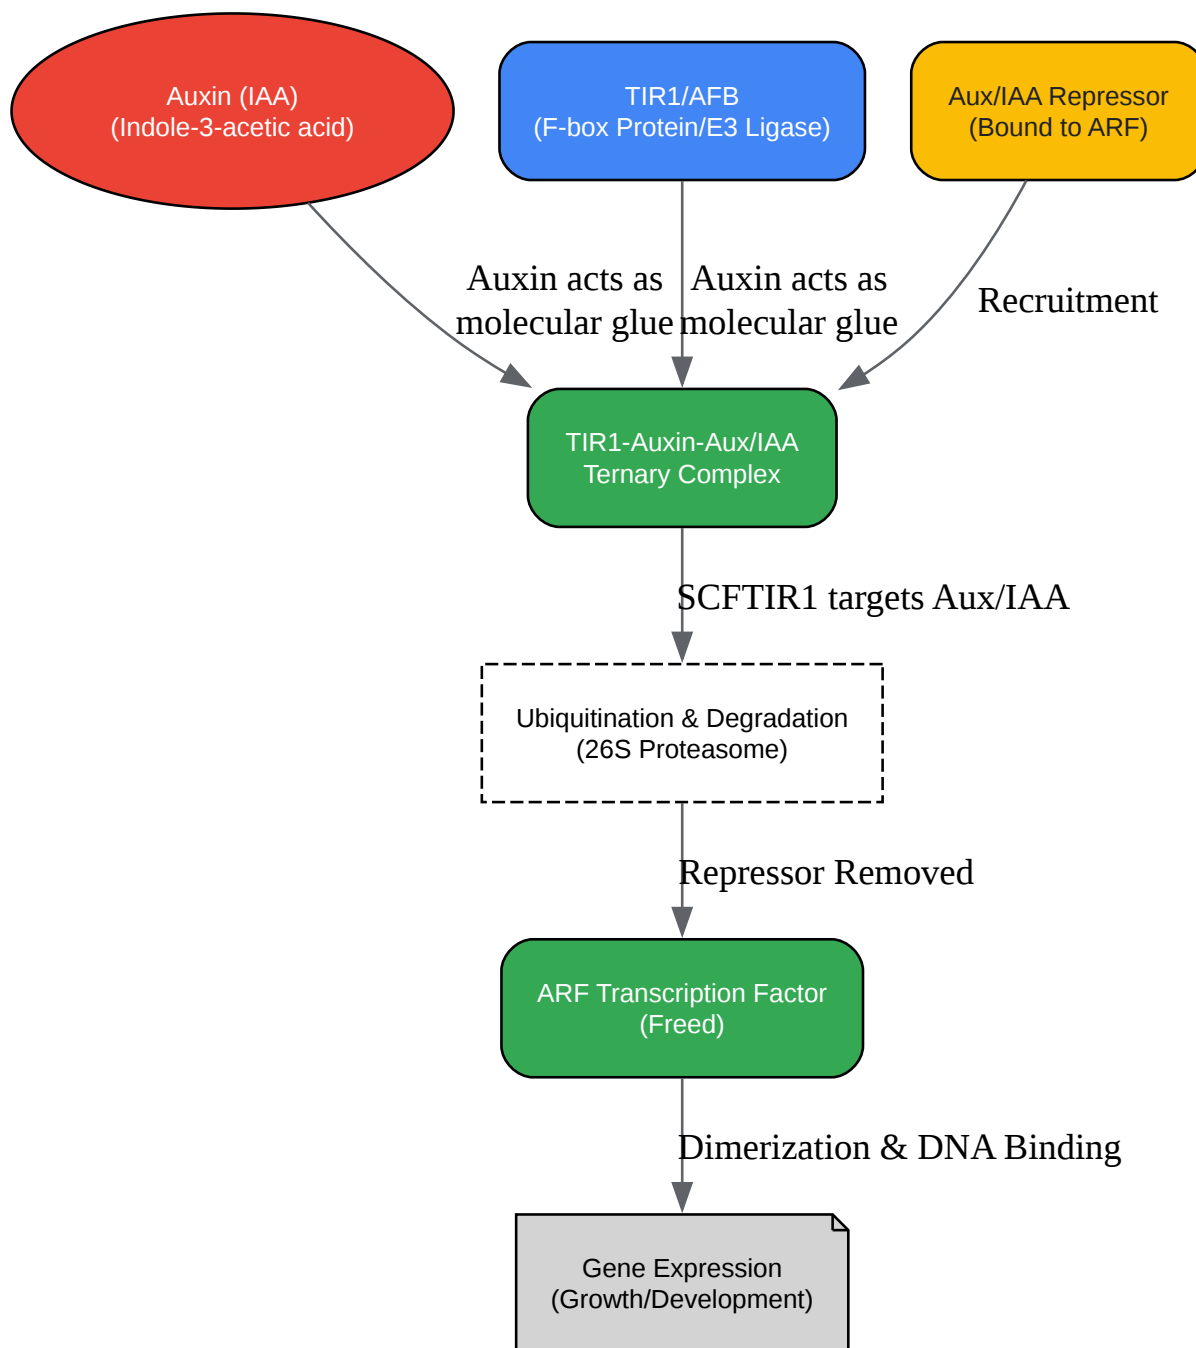 Auxin (IAA)
(Indole-3-acetic acid)
TIR1/AFB
(F-box Protein/E3 Ligase)
Aux/IAA Repressor
(Bound to ARF)
Auxin acts as
molecular glue
Auxin acts as
molecular glue
Recruitment
TIR1-Auxin-Aux/IAA
Ternary Complex
SCFTIR1 targets Aux/IAA
Ubiquitination & Degradation
(26S Proteasome)
Repressor Removed
ARF Transcription Factor
(Freed)
Dimerization & DNA Binding
Gene Expression
(Growth/Development)